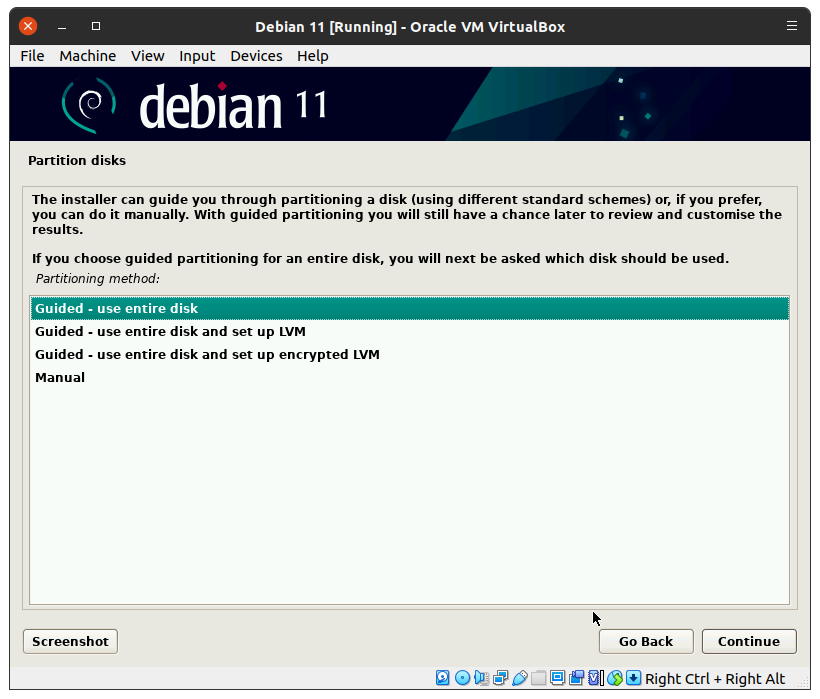 Debian 11 [Running] - Oracle VM VirtualBox
File Machine View Input Devices Help
debian 11
Partition disks
The installer can guide you through partitioning a disk (using different standard schemes) or, if you prefer,
you can do it manually. With guided partitioning you will still have a chance later to review and customise the
results.
If you choose guided partitioning for an entire disk, you will next be asked which disk should be used.
Partitioning method:
Guided - use entire disk
Guided - use entire disk and set up LVM
Guided - use entire disk and set up encrypted LVM
Manual
Screenshot Go Back Continue
Right Ctrl + Right Alt